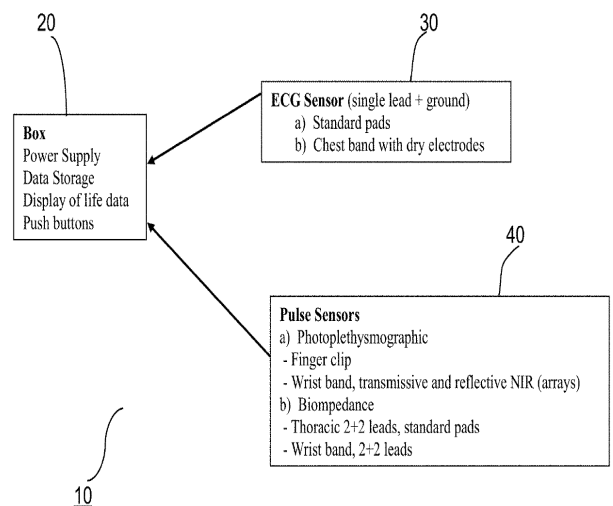 20
30
ECG Sensor (single lead + ground)
a) Standard pads
b) Chest band with dry electrodes
Box
Power Supply
Data Storage
Display of life data
Push buttons
40
Pulse Sensors
a) Photoplethysmographic
- Finger clip
- Wrist band, transmissive and reflective NIR (arrays)
b) Biompedance
- Thoracic 2+2 leads, standard pads
- Wrist band, 2+2 leads
10